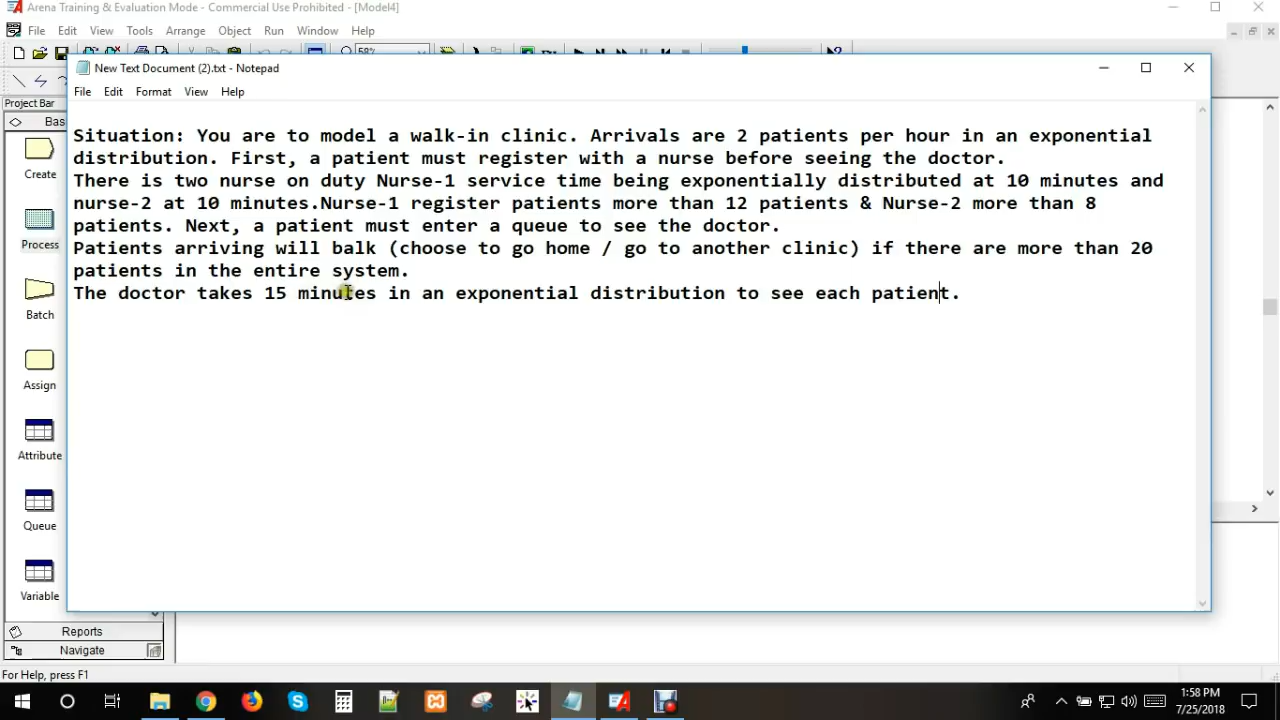 Arena Training & Evaluation Mode - Commercial Use Prohibited - [Model4]
File Edit View Tools Arrange Object Run Window Help
58%
New Text Document (2).txt - Notepad
File Edit Format View Help
Project Bar
Bas
Create
Process
Batch
Assign
Attribute
Queue
Variable
Reports
Navigate
Situation: You are to model a walk-in clinic. Arrivals are 2 patients per hour in an exponential
distribution. First, a patient must register with a nurse before seeing the doctor.
There is two nurse on duty Nurse-1 service time being exponentially distributed at 10 minutes and
nurse-2 at 10 minutes.Nurse-1 register patients more than 12 patients & Nurse-2 more than 8
patients. Next, a patient must enter a queue to see the doctor.
Patients arriving will balk (choose to go home / go to another clinic) if there are more than 20
patients in the entire system.
The doctor takes 15 minutes in an exponential distribution to see each patient.
For Help, press F1
1:58 PM
7/25/2018